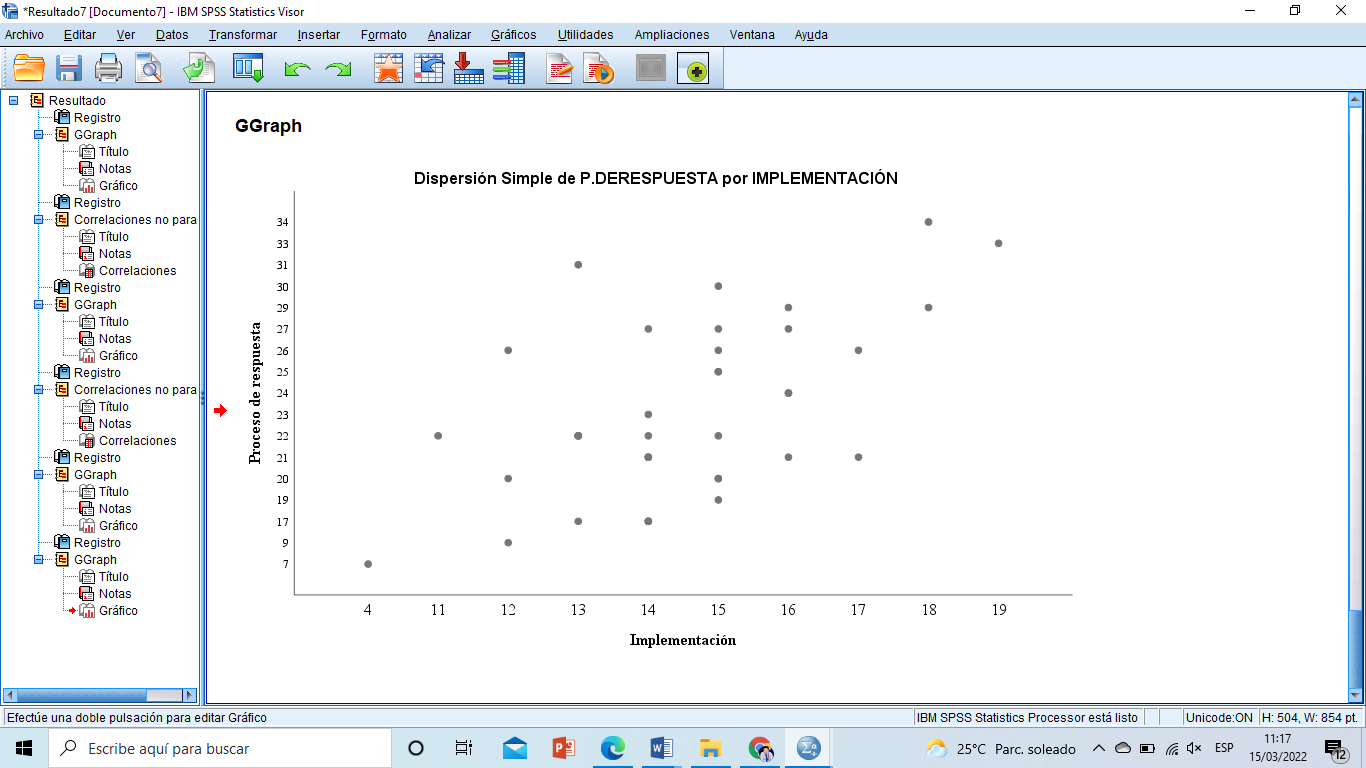 *Resultado7 [Documento7] - IBM SPSS Statistics Visor
Archivo Editar Ver Datos Transformar Insertar Formato Analizar Gráficos Utilidades Ampliaciones Ventana Ayuda
Resultado
Registro
GGraph
Título
Notas
Gráfico
Registro
Correlaciones no para
Título
Notas
Correlaciones
Registro
GGraph
Título
Notas
Gráfico
Registro
Correlaciones no para
Título
Notas
Correlaciones
Registro
GGraph
Título
Notas
Gráfico
Registro
GGraph
Título
Notas
Gráfico
GGraph
Dispersión Simple de P.DERESPUESTA por IMPLEMENTACIÓN
Proceso de respuesta
34
33
31
30
29
27
26
25
24
23
22
21
20
19
17
9
7
4 11 12 13 14 15 16 17 18 19
Implementación
Efectúe una doble pulsación para editar Gráfico
IBM SPSS Statistics Processor está listo
Unicode:ON
H: 504, W: 854 pt.
Escribe aquí para buscar
25°C Parc. soleado
ESP
11:17
15/03/2022
12